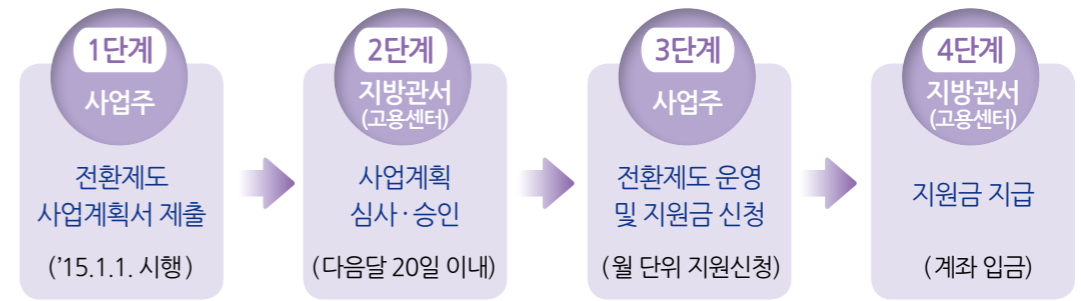 1단계
사업주
전환제도
사업계획서 제출
(’15.1.1. 시행)
2단계
지방관서
(고용센터)
사업계획
심사·승인
(다음달 20일 이내)
3단계
사업주
전환제도 운영
및 지원금 신청
(월 단위 지원신청)
4단계
지방관서
(고용센터)
지원금 지급
(계좌 입금)